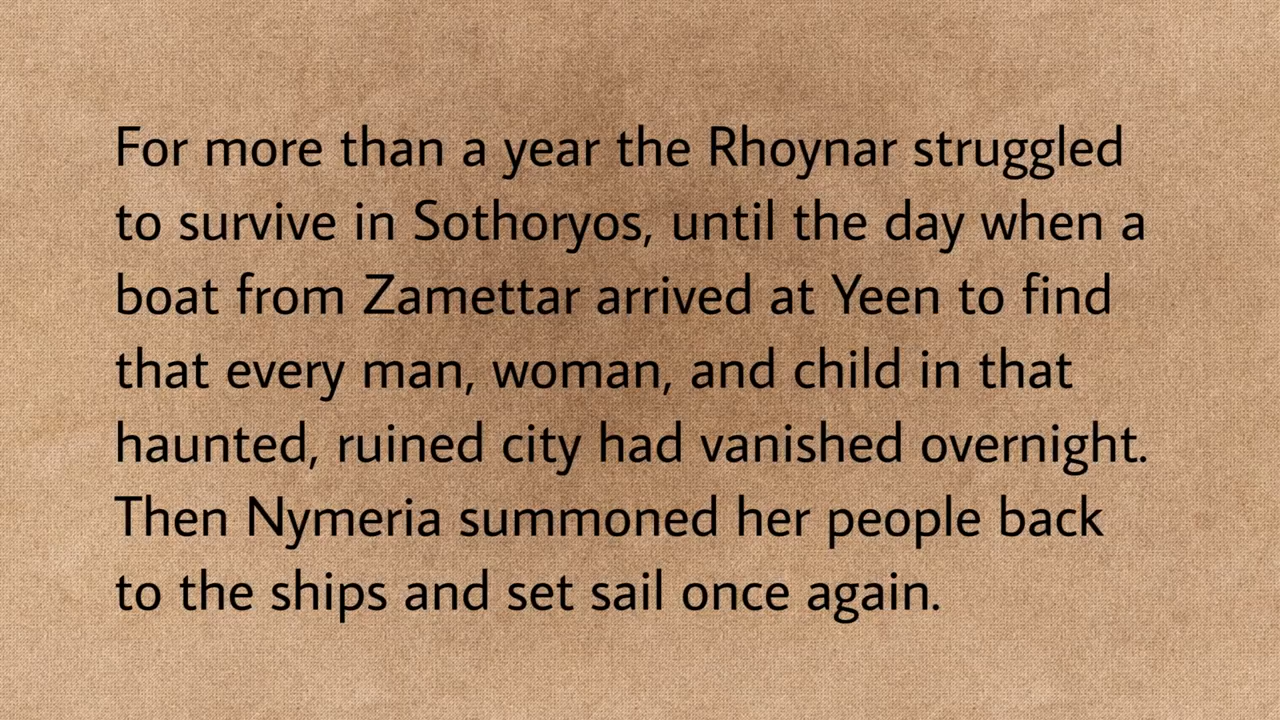 For more than a year the Rhoynar struggled
to survive in Sothoryos, until the day when a
boat from Zamettar arrived at Yeen to find
that every man, woman, and child in that
haunted, ruined city had vanished overnight.
Then Nymeria summoned her people back
to the ships and set sail once again.